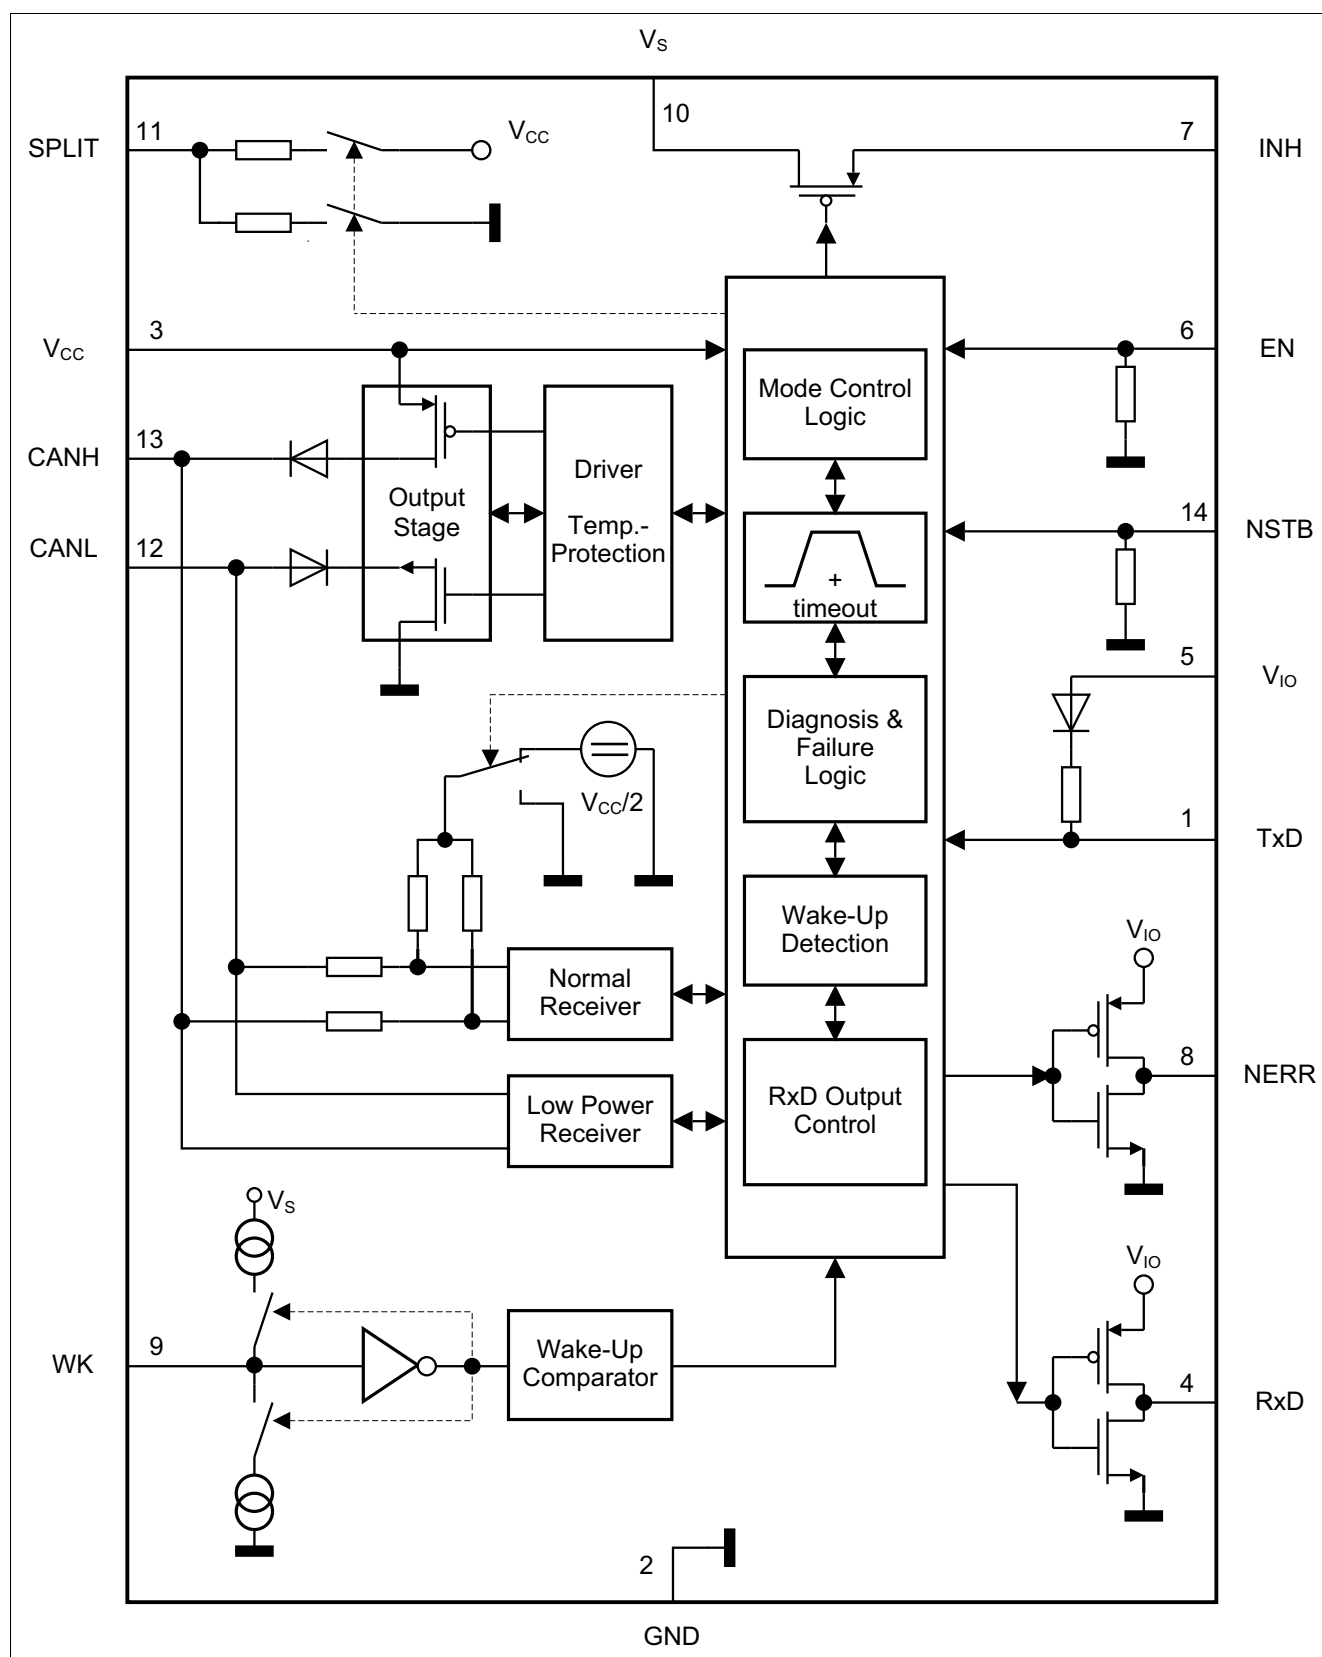 VS
10
11
SPLIT
VCC
7
INH
3
VCC
6
EN
Mode Control
Logic
13
CANH
Driver
Output
Stage
Temp.-
Protection
14
NSTB
12
CANL
+
timeout
5
VIO
Diagnosis &
Failure
Logic
VCC/2
1
TxD
Wake-Up
Detection
VIO
Normal
Receiver
8
NERR
RxD Output
Control
Low Power
Receiver
VS
VIO
9
WK
Wake-Up
Comparator
4
RxD
2
GND